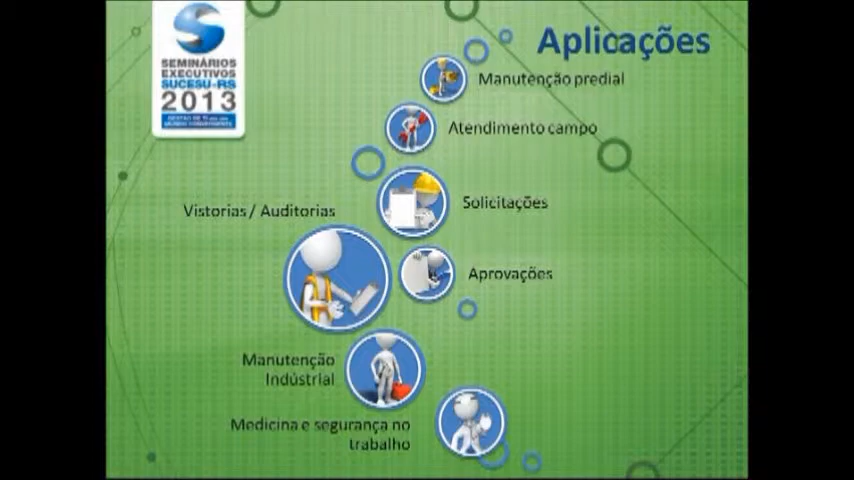 SEMINÁRIOS
EXECUTIVOS
SUCESU-RS
2013
Aplicações
Manutenção predial
Atendimento campo
Solicitações
Vistorias / Auditorias
Aprovações
Manutenção
Indústrial
Medicina e segurança no
trabalho